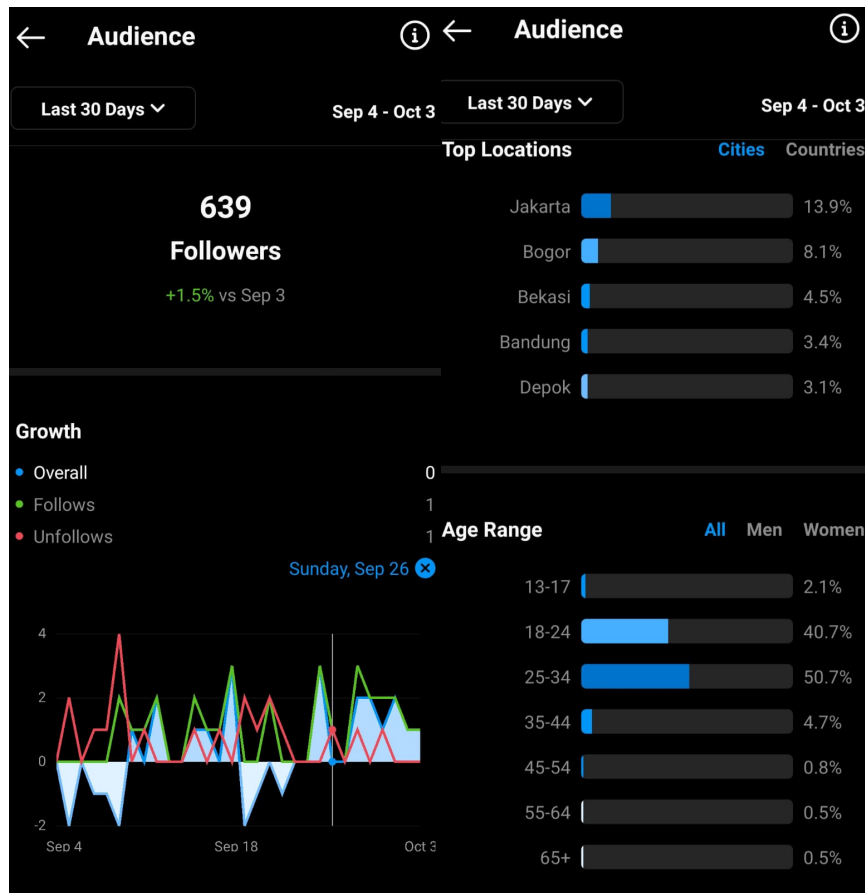 Audience
Last 30 Days
Sep 4 - Oct 3
639
Followers
+1.5% vs Sep 3
Growth
Overall 0
Follows 1
Unfollows 1
Sunday, Sep 26
4
2
0
-2
Sep 4 Sep 18 Oct 3
Audience
Last 30 Days
Sep 4 - Oct 3
Top Locations Cities Countries
Jakarta 13.9%
Bogor 8.1%
Bekasi 4.5%
Bandung 3.4%
Depok 3.1%
Age Range All Men Women
13-17 2.1%
18-24 40.7%
25-34 50.7%
35-44 4.7%
45-54 0.8%
55-64 0.5%
65+ 0.5%